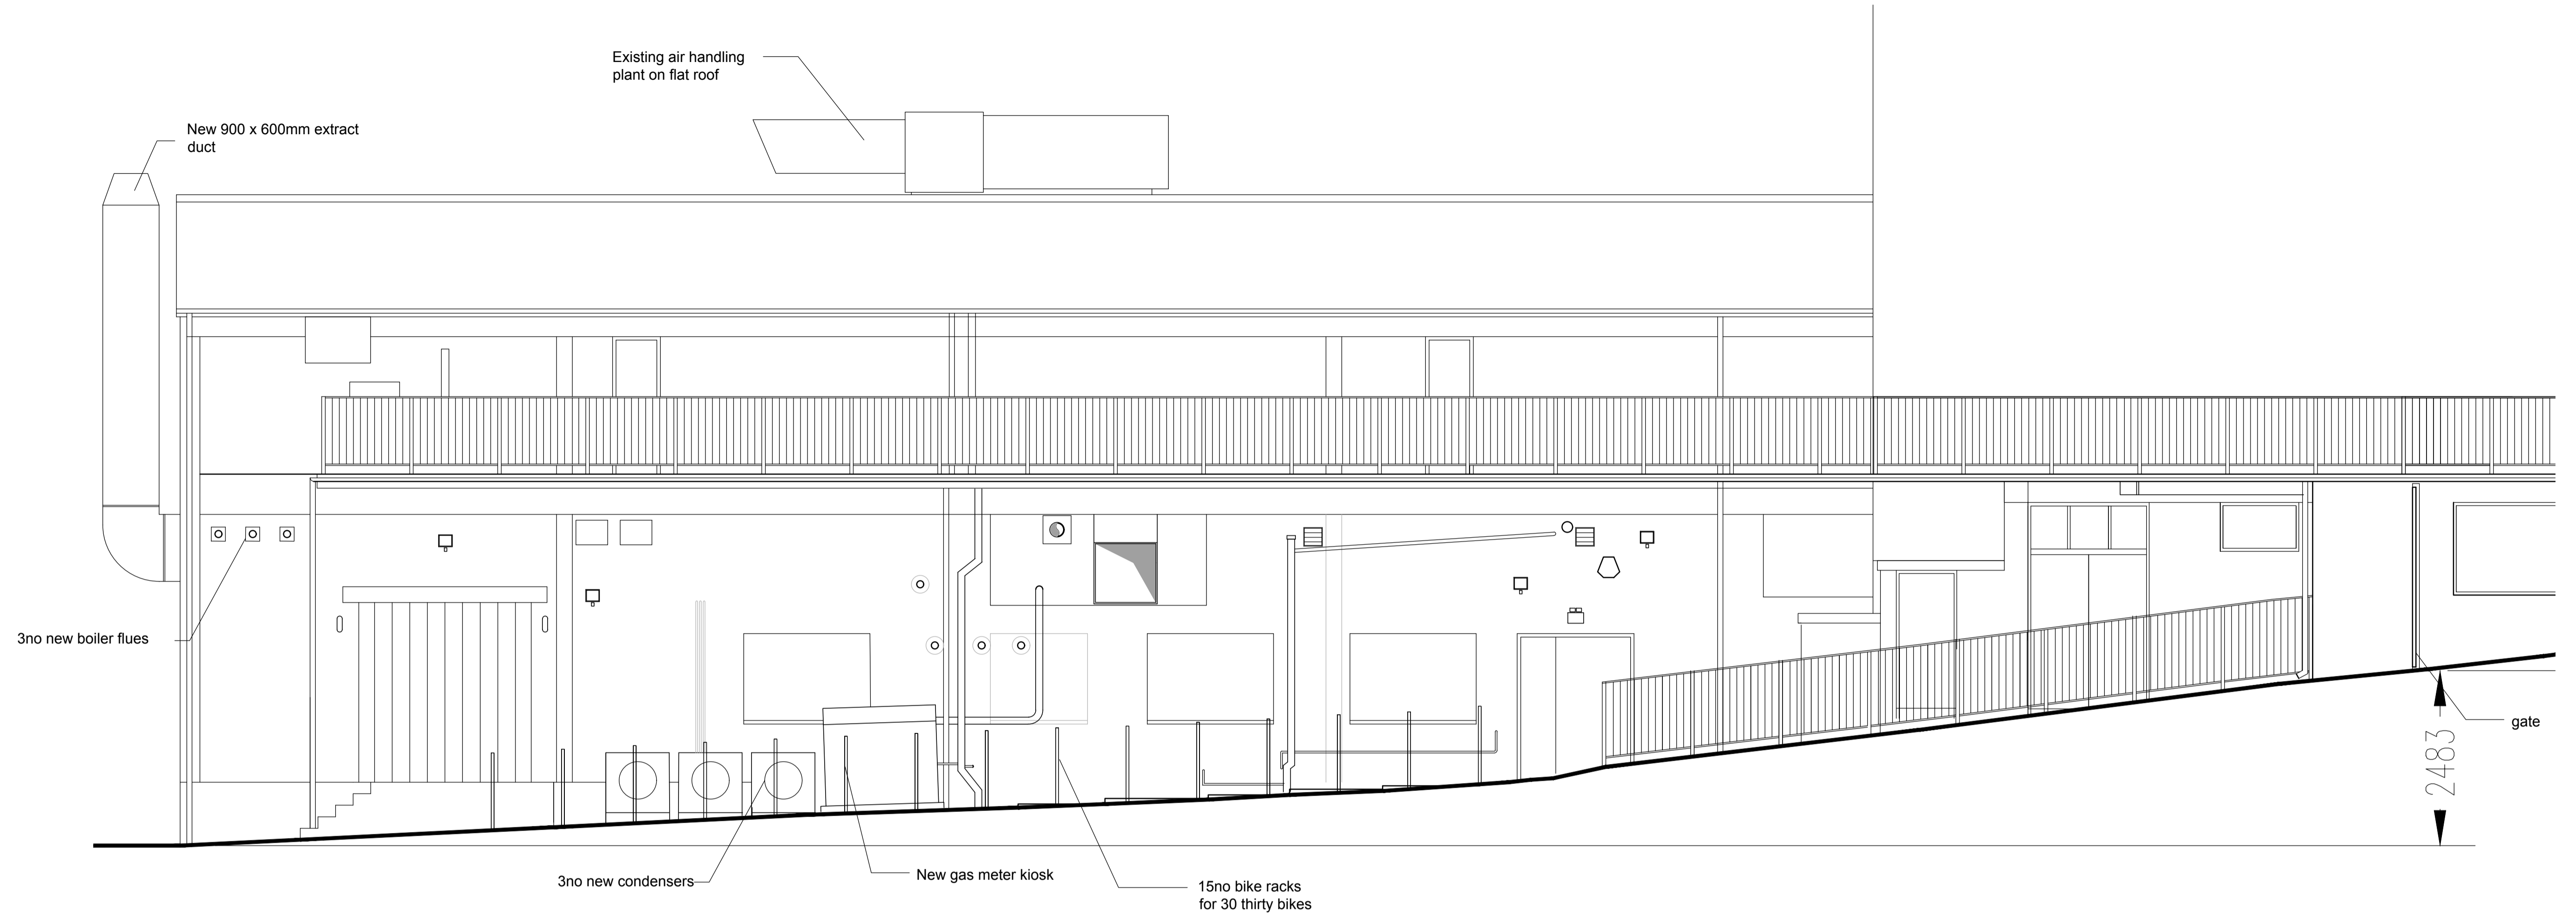 Existing air handling
plant on flat roof
New 900 x 600mm extract
duct
3no new boiler flues
gate
2483
3no new condensers
New gas meter kiosk
15no bike racks
for 30 thirty bikes